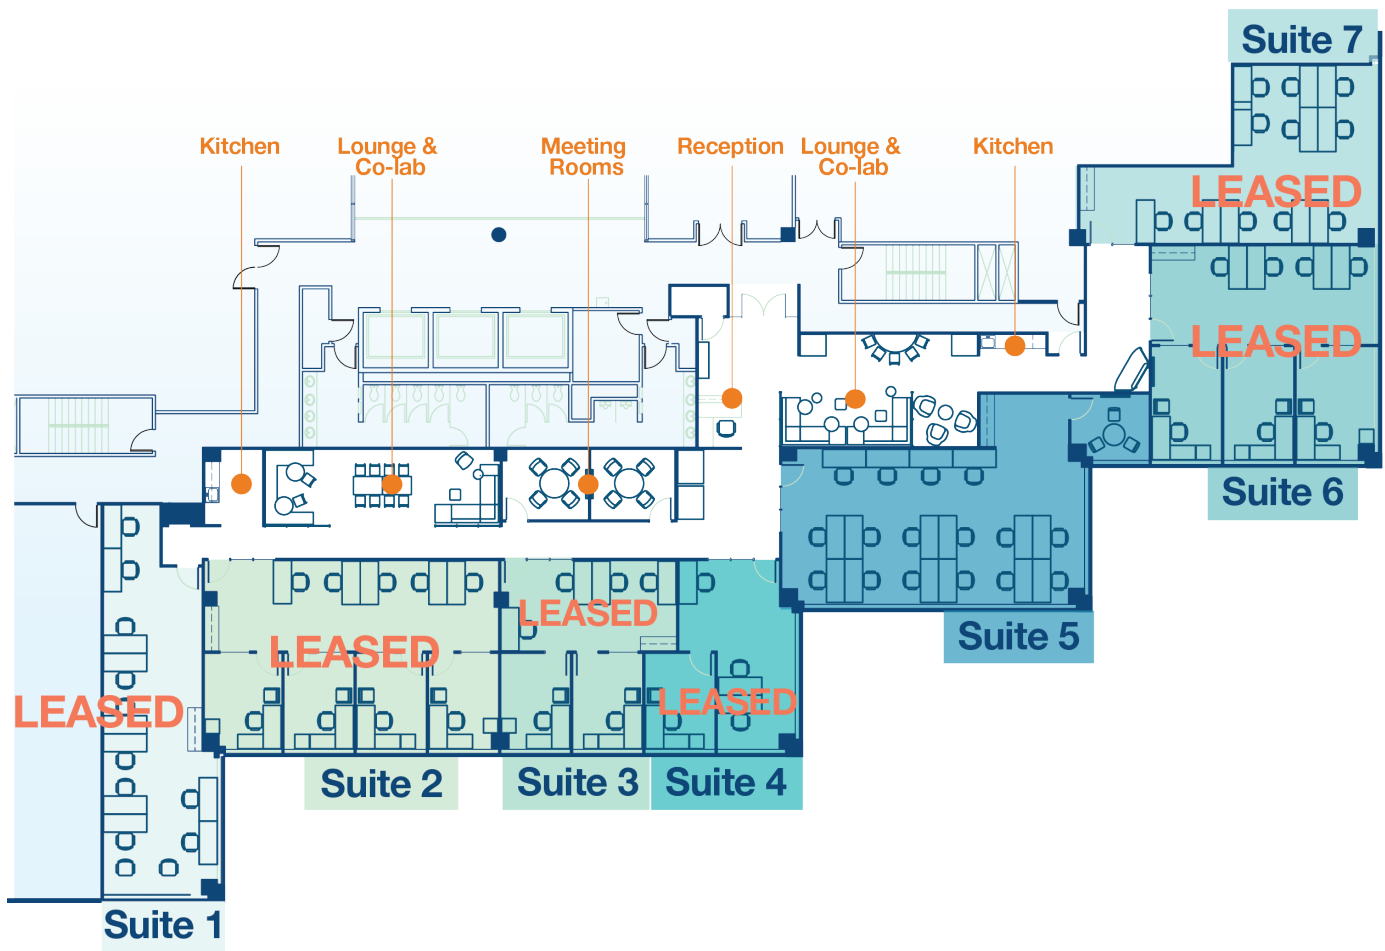 Suite 7
Kitchen
Lounge &
Co-lab
Meeting
Rooms
Reception
Lounge &
Co-lab
Kitchen
LEASED
LEASED
Suite 6
LEASED
LEASED
Suite 5
LEASED
LEASED
Suite 2
Suite 3
Suite 4
Suite 1